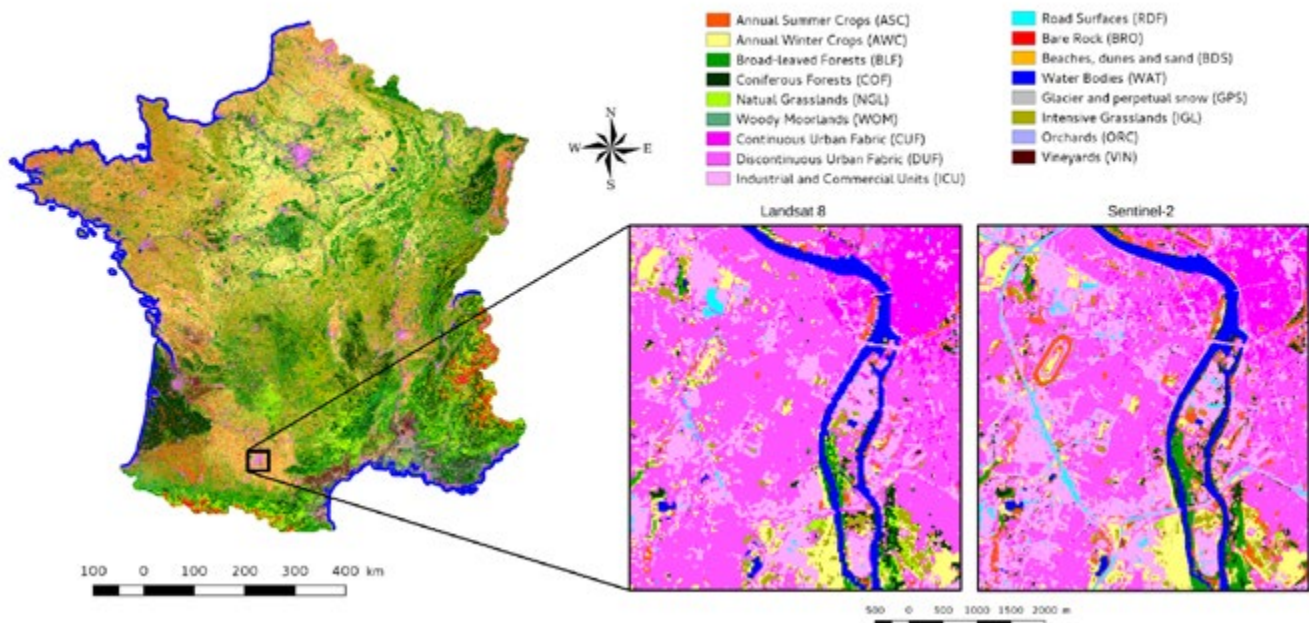 Annual Summer Crops (ASC)
Annual Winter Crops (AWC)
Broad-leaved Forests (BLF)
Coniferous Forests (COF)
Natual Grasslands (NGL)
Woody Moorlands (WOM)
Continuous Urban Fabric (CUF)
Discontinuous Urban Fabric (DUF)
Industrial and Commercial Units (ICU)
Road Surfaces (RDF)
Bare Rock (BRO)
Beaches, dunes and sand (BDS)
Water Bodies (WAT)
Glacier and perpetual snow (GPS)
Intensive Grasslands (IGL)
Orchards (ORC)
Vineyards (VIN)
N
W E
S
Landsat 8
Sentinel-2
100 0 100 200 300 400 km
500 0 500 1000 1500 2000 m